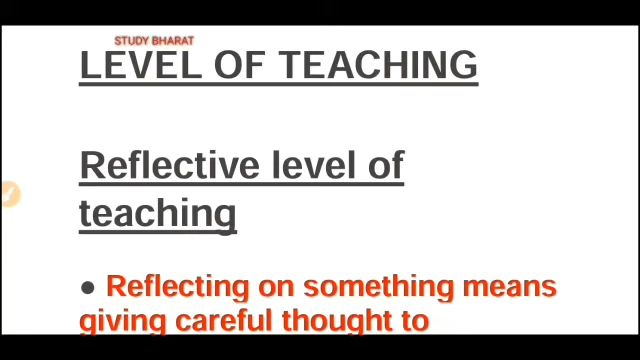 STUDY BHARAT
LEVEL OF TEACHING
Reflective level of
teaching
● Reflecting on something means
giving careful thought to